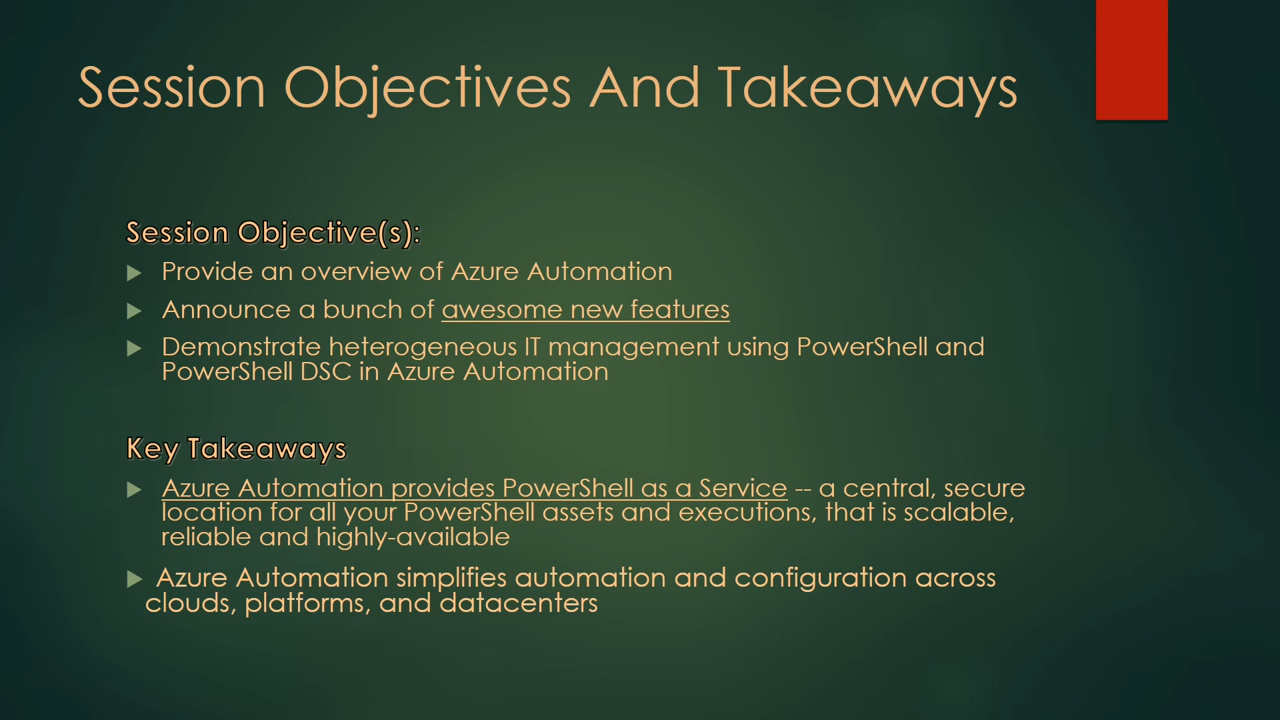 Session Objectives And Takeaways
Session Objective(s):
Provide an overview of Azure Automation
Announce a bunch of awesome new features
Demonstrate heterogeneous IT management using PowerShell and
PowerShell DSC in Azure Automation
Key Takeaways
Azure Automation provides PowerShell as a Service -- a central, secure
location for all your PowerShell assets and executions, that is scalable,
reliable and highly-available
Azure Automation simplifies automation and configuration across
clouds, platforms, and datacenters